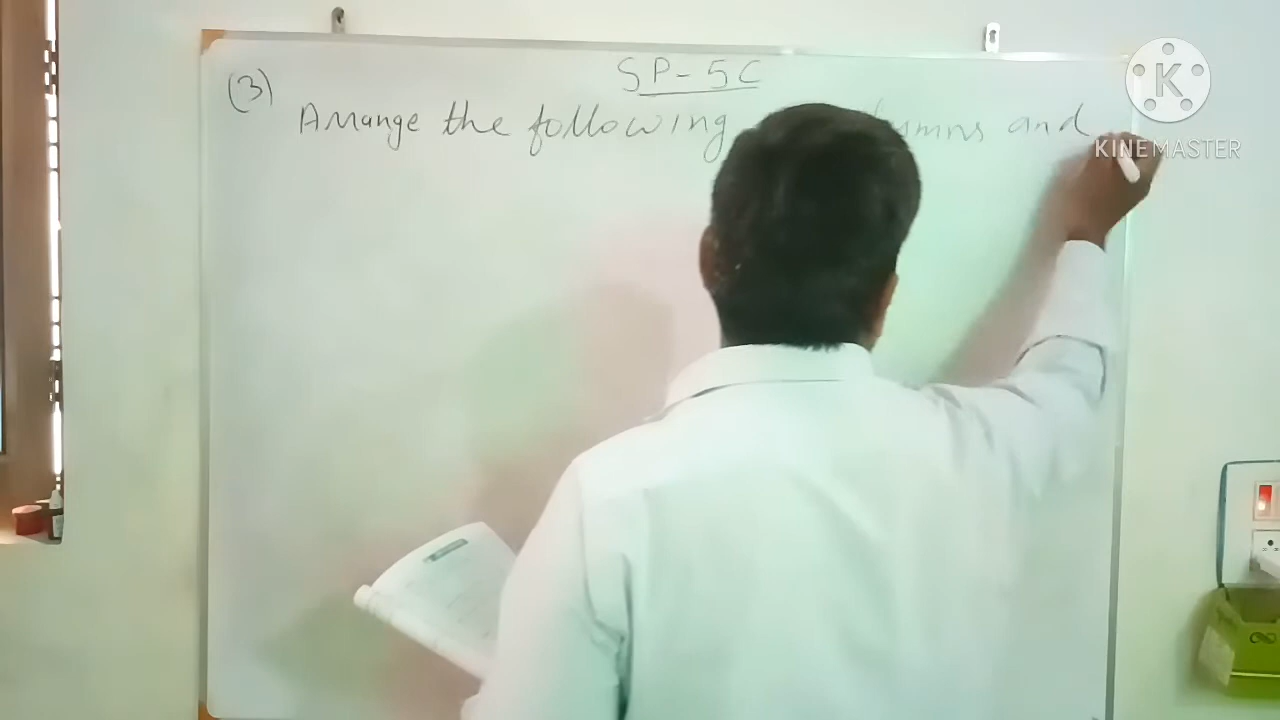 SP-5C
(3)
Arrange the following and
K
KINEMASTER